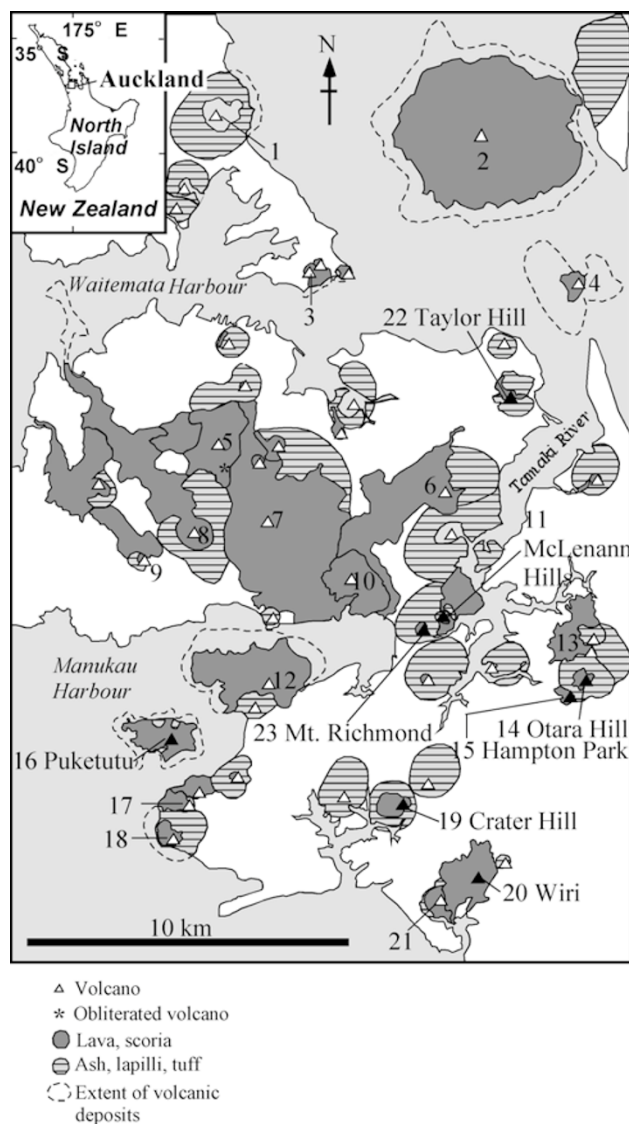 175° E
35°
S
Auckland
North
Island
40°
S
New Zealand
N
1
2
Waitemata Harbour
3
4
22 Taylor Hill
Tamaki River
5
6
7
8
9
10
11
McLenann
Hills
12
13
Manukau
Harbour
14 Otara Hill
23 Mt. Richmond
15 Hampton Park
16 Puketutu
17
18
19 Crater Hill
20 Wiri
21
10 km
Volcano
* Obliterated volcano
Lava, scoria
Ash, lapilli, tuff
Extent of volcanic
deposits